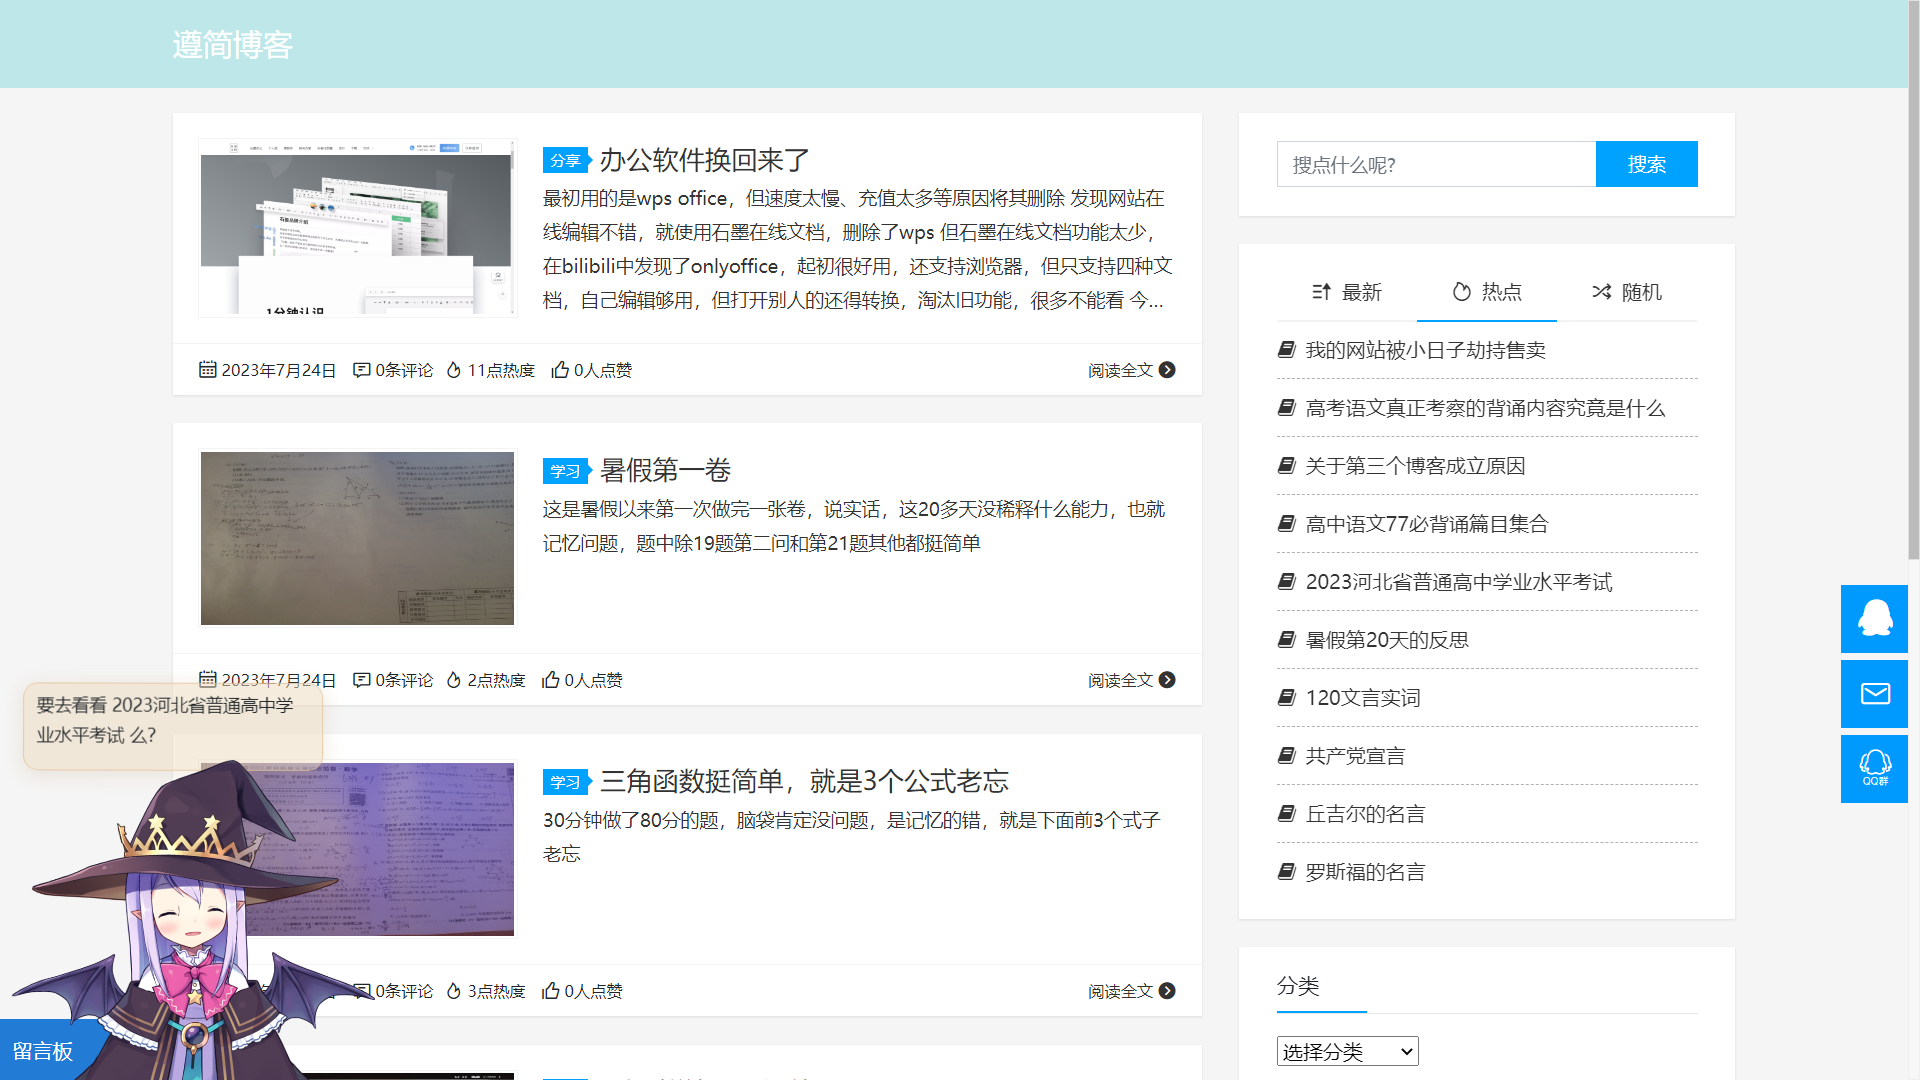 遵简博客
分享 办公软件换回来了
最初用的是wps office，但速度太慢、充值太多等原因将其删除 发现网站在
线编辑不错，就使用石墨在线文档，删除了wps 但石墨在线文档功能太少，
在bilibili中发现了onlyoffice，起初很好用，还支持浏览器，但只支持四种文
档，自己编辑够用，但打开别人的还得转换，淘汰旧功能，很多不能看 今...
1分钟认识
2023年7月24日 0条评论 11点热度 0人点赞 阅读全文
学习 暑假第一卷
这是暑假以来第一次做完一张卷，说实话，这20多天没稀释什么能力，也就
记忆问题，题中除19题第二问和第21题其他都挺简单
2023年7月24日 0条评论 2点热度 0人点赞 阅读全文
要去看看 2023河北省普通高中学
业水平考试 么?
学习 三角函数挺简单，就是3个公式老忘
30分钟做了80分的题，脑袋肯定没问题，是记忆的错，就是下面前3个式子
老忘
0条评论 3点热度 0人点赞 阅读全文
留言板
搜点什么呢? 搜索
最新 热点 随机
我的网站被小日子劫持售卖
高考语文真正考察的背诵内容究竟是什么
关于第三个博客成立原因
高中语文77必背诵篇目集合
2023河北省普通高中学业水平考试
暑假第20天的反思
120文言实词
共产党宣言
丘吉尔的名言
罗斯福的名言
分类
选择分类
QQ群